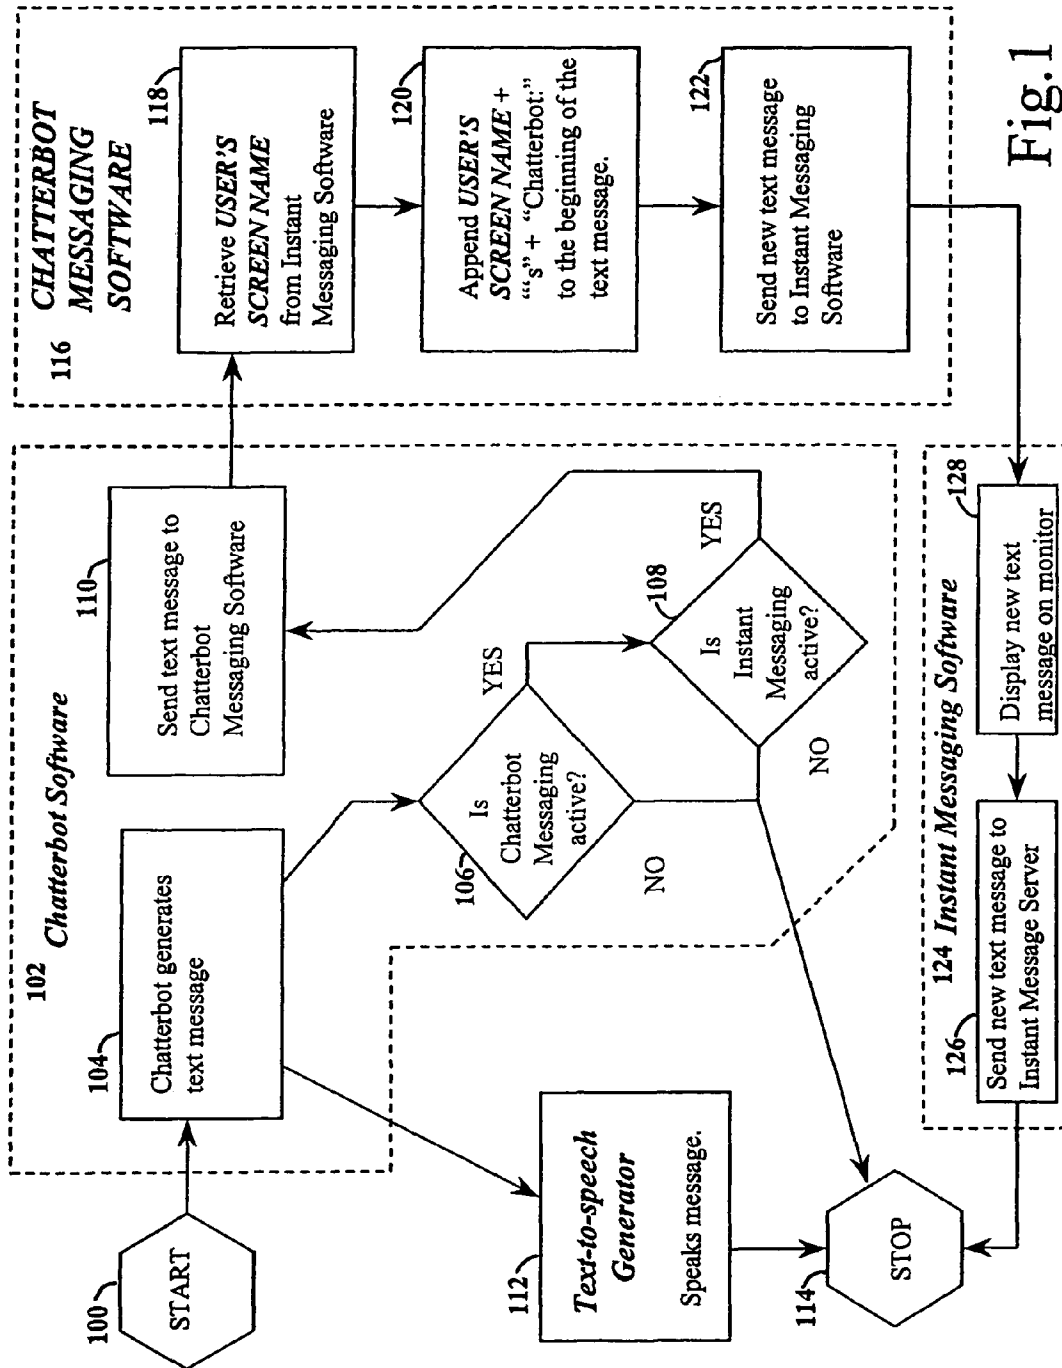 100
START
102
Chatterbot Software
104
Chatterbot generates
text message
106
Is
Chatterbot
Messaging
active?
YES
NO
108
Is
Instant
Messaging
active?
YES
NO
110
Send text message to
Chatterbot
Messaging Software
112
Text-to-speech
Generator
Speaks message.
114
STOP
CHATTERBOT
MESSAGING
SOFTWARE
116
118
Retrieve USER'S
SCREEN NAME
from Instant
Messaging Software
120
Append USER'S
SCREEN NAME +
“‘s” + “Chatterbot:”
to the beginning of the
text message.
122
Send new text message
to Instant Messaging
Software
124 Instant Messaging Software
126
Send new text message to
Instant Message Server
128
Display new text
message on monitor
Fig.1